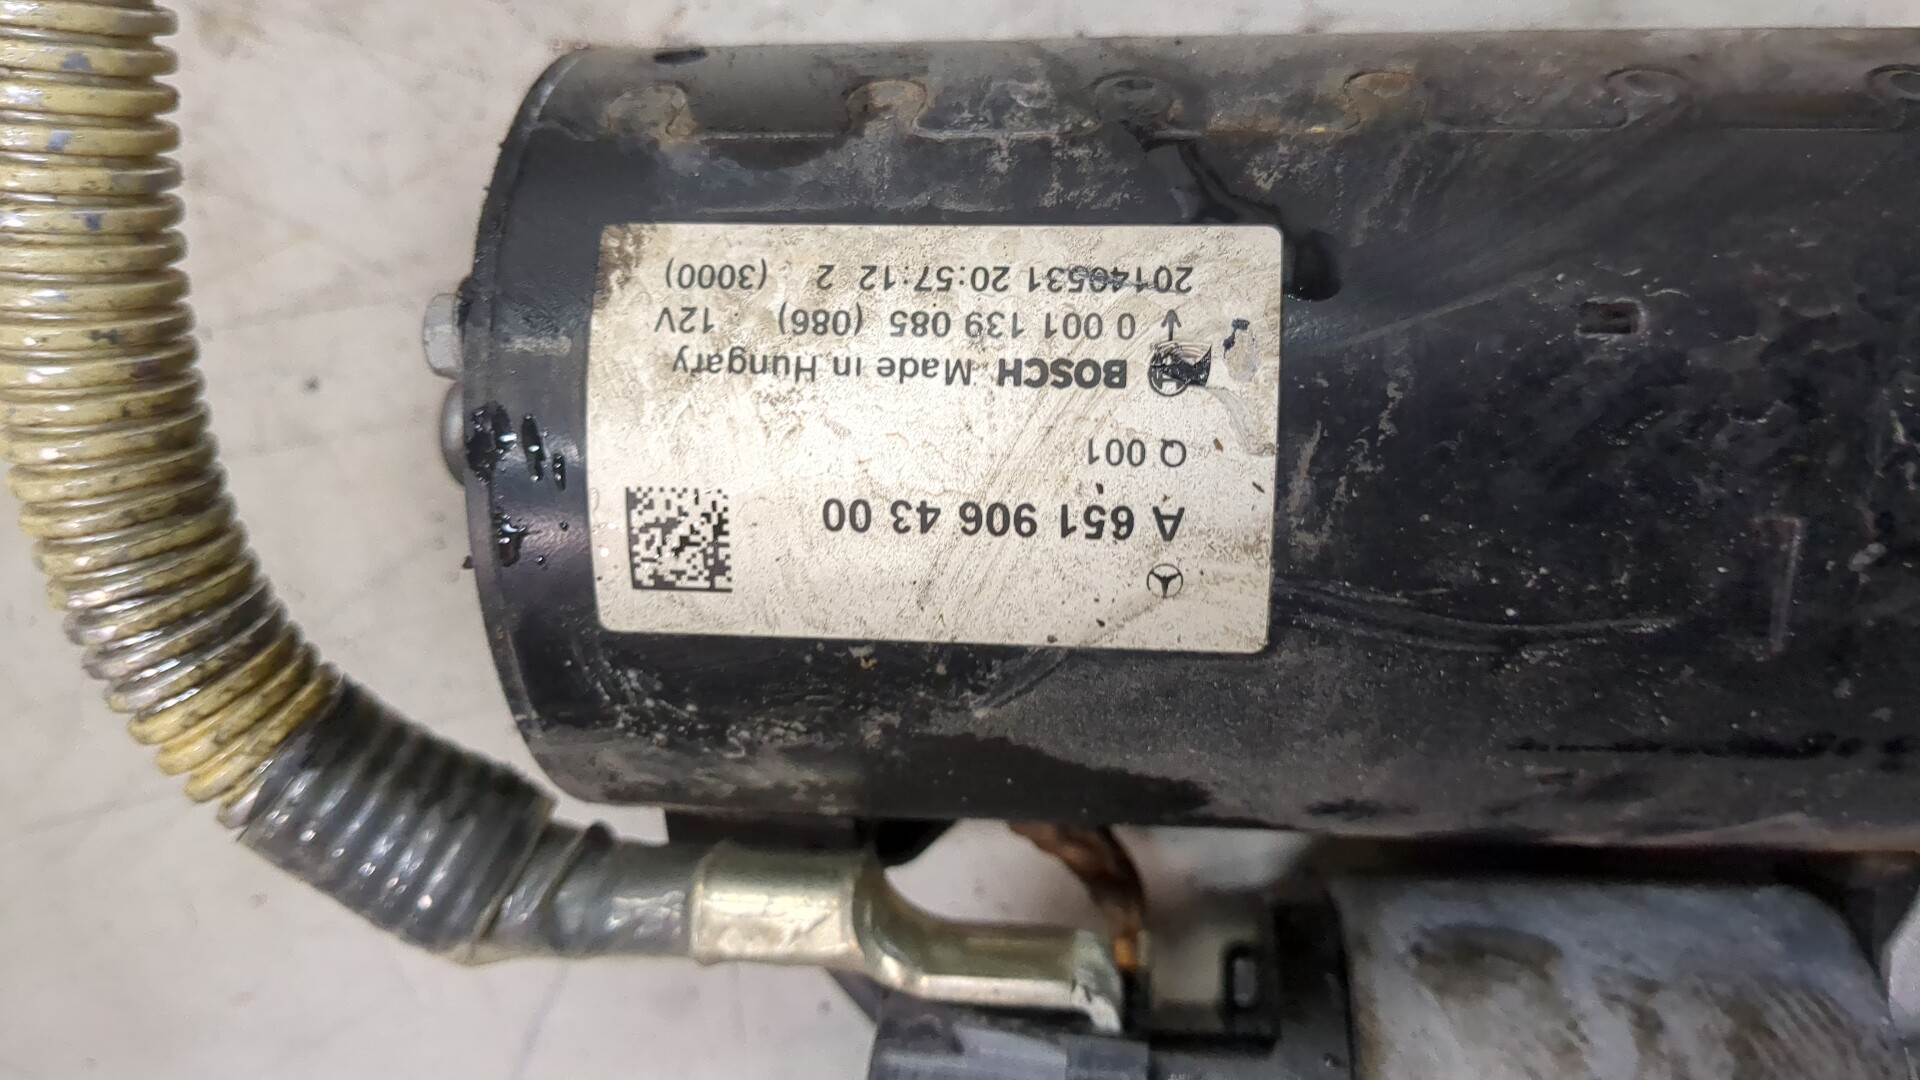 A 651 906 43 00
Q 001
BOSCH Made in Hungary
0 001 139 085 (086) 12V
20140531 20:57:12 2 (3000)